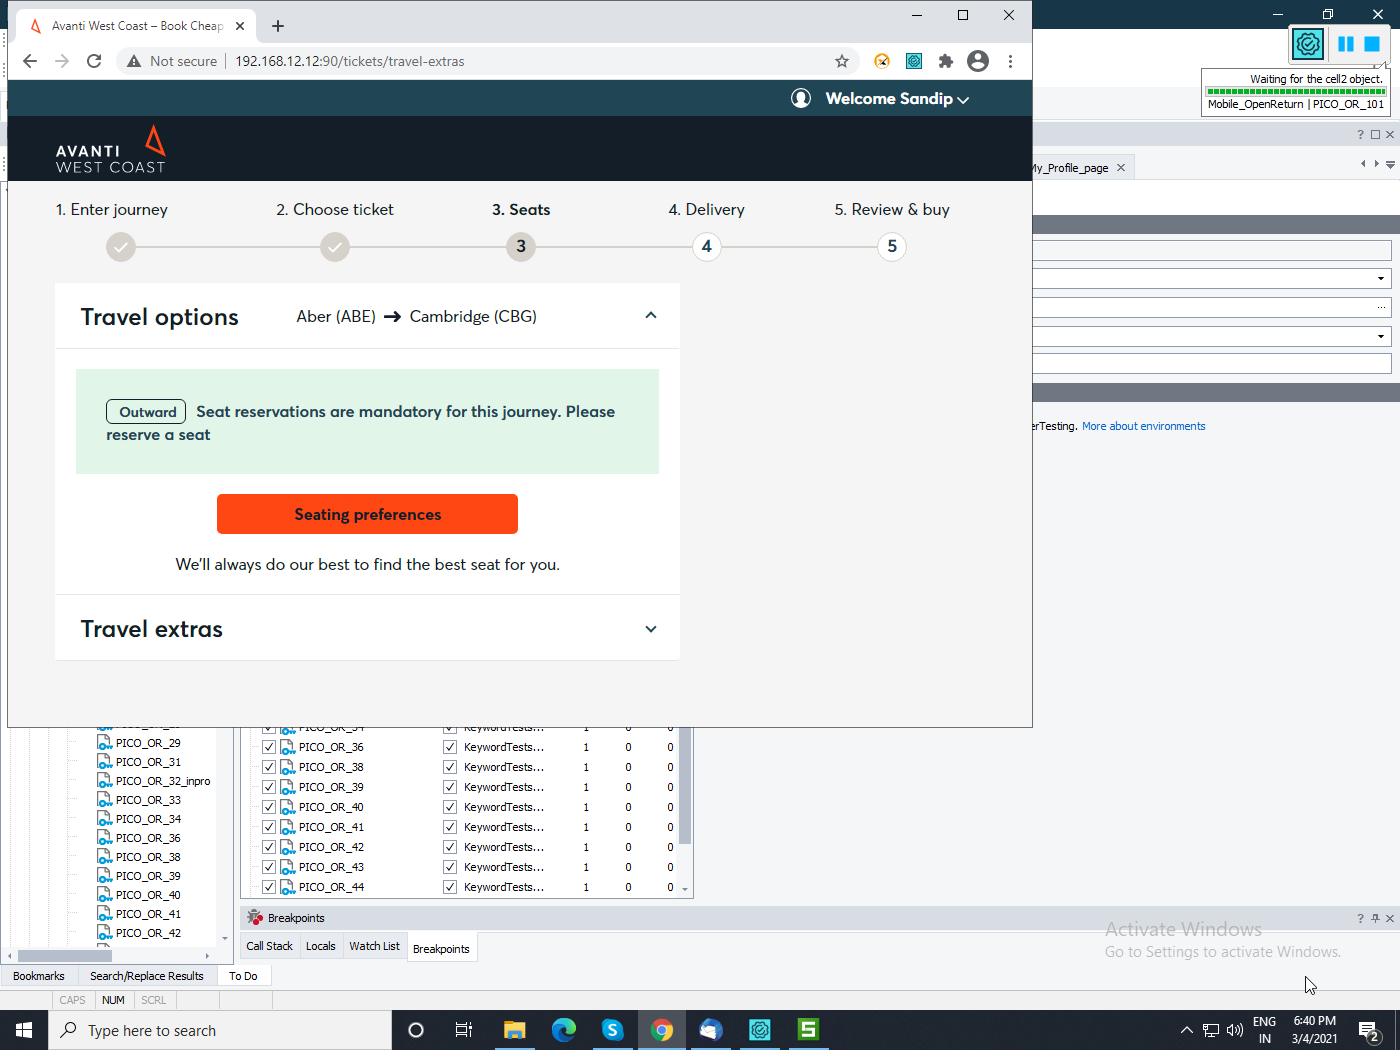 Avanti West Coast – Book Cheap
Not secure
192.168.12.12:90/tickets/travel-extras
Waiting for the cell2 object.
Mobile_OpenReturn | PICO_OR_101
Welcome Sandip
AVANTI
WEST COAST
My_Profile_page
1. Enter journey
2. Choose ticket
3. Seats
4. Delivery
5. Review & buy
3
4
5
Travel options
Aber (ABE) → Cambridge (CBG)
Outward Seat reservations are mandatory for this journey. Please
reserve a seat
Seating preferences
We'll always do our best to find the best seat for you.
Travel extras
More about environments
PICO_OR_29
PICO_OR_31
PICO_OR_32_inpro
PICO_OR_33
PICO_OR_34
PICO_OR_36
PICO_OR_38
PICO_OR_39
PICO_OR_40
PICO_OR_41
PICO_OR_42
PICO_OR_34 KeywordTests... 1 0 0
PICO_OR_36 KeywordTests... 1 0 0
PICO_OR_38 KeywordTests... 1 0 0
PICO_OR_39 KeywordTests... 1 0 0
PICO_OR_40 KeywordTests... 1 0 0
PICO_OR_41 KeywordTests... 1 0 0
PICO_OR_42 KeywordTests... 1 0 0
PICO_OR_43 KeywordTests... 1 0 0
PICO_OR_44 KeywordTests... 1 0 0
Breakpoints
Call Stack
Locals
Watch List
Breakpoints
Activate Windows
Go to Settings to activate Windows.
Bookmarks
Search/Replace Results
To Do
CAPS
NUM
SCRL
Type here to search
ENG
IN
6:40 PM
3/4/2021
2